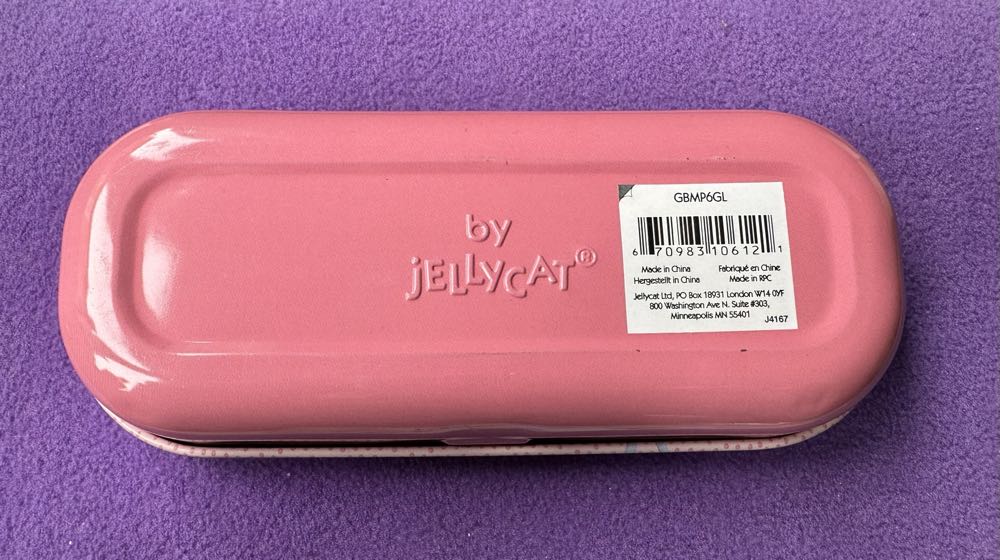 by
jELLYCAT®
GBMP6GL
6 70983 10612 1
Made in China Fabriqué en Chine
Hergestellt in China Made in RPC
Jellycat Ltd, PO Box 18931 London W14 0YF
800 Washington Ave N. Suite #303,
Minneapolis MN 55401 J4167